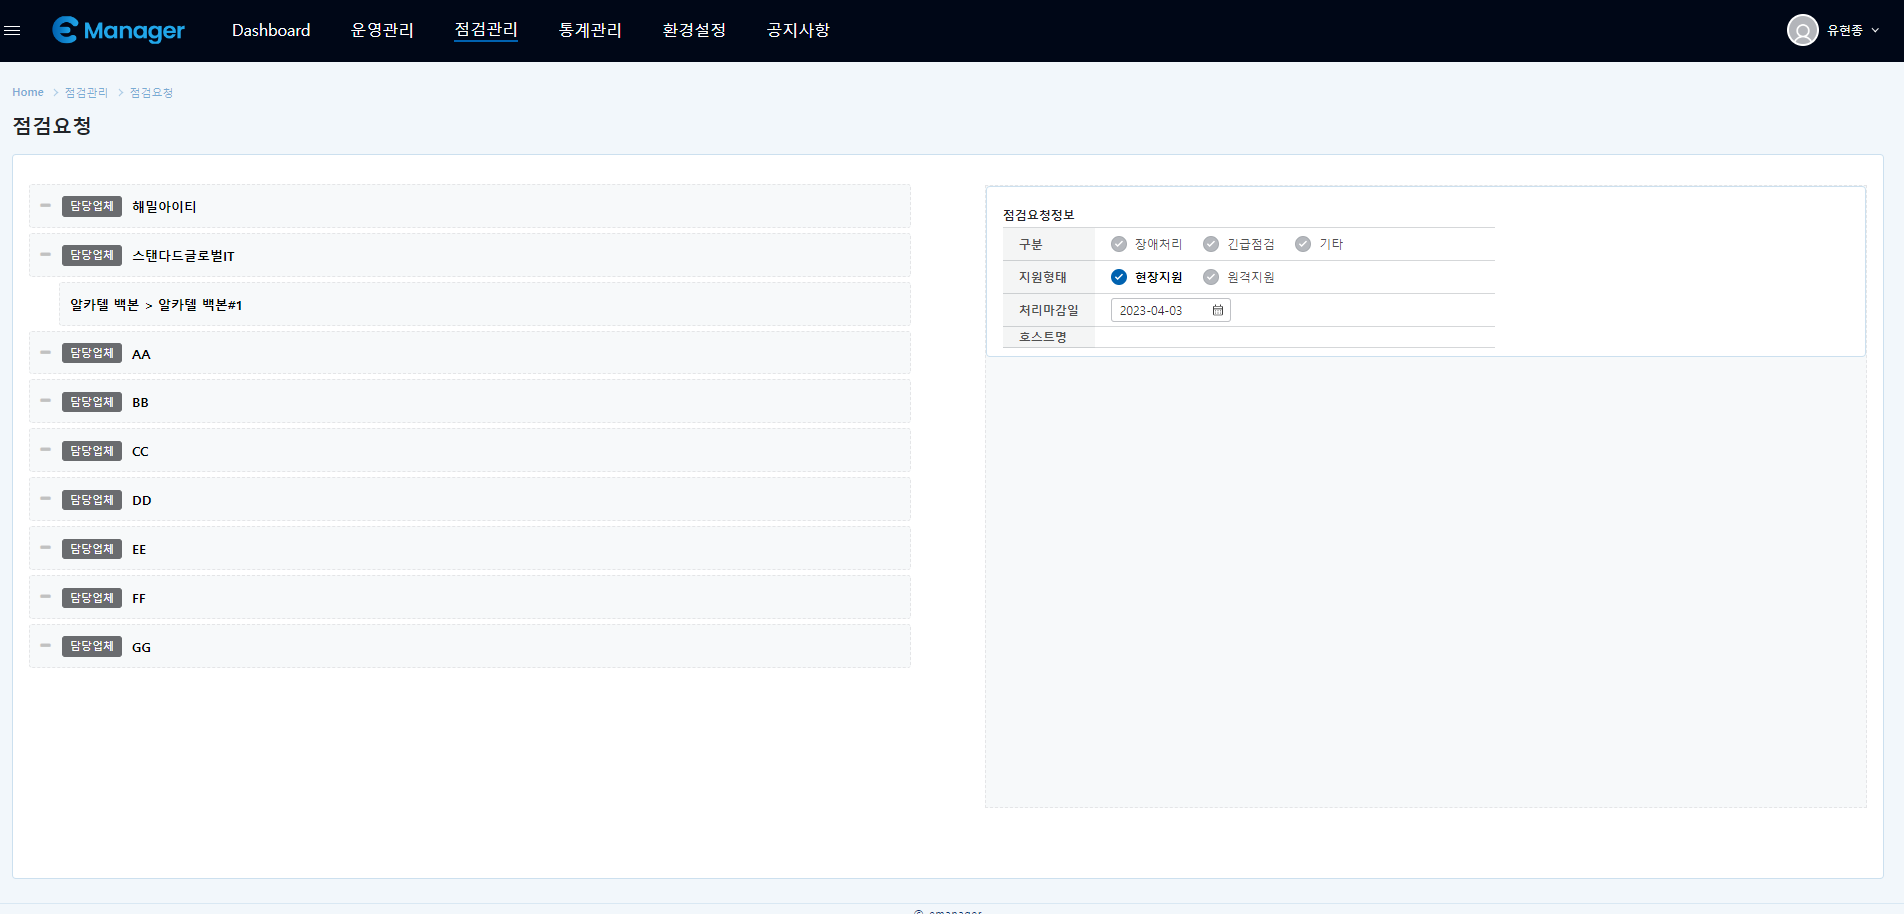 Manager Dashboard 운영관리 점검관리 통계관리 환경설정 공지사항 유현종
Home > 점검관리 > 점검요청
점검요청
담당업체 해밀아이티
담당업체 스탠다드글로벌IT
알카텔 백본 > 알카텔 백본#1
담당업체 AA
담당업체 BB
담당업체 CC
담당업체 DD
담당업체 EE
담당업체 FF
담당업체 GG
점검요청정보
구분 장애처리 긴급점검 기타
지원형태 현장지원 원격지원
처리마감일 2023-04-03
호스트명
© emanager